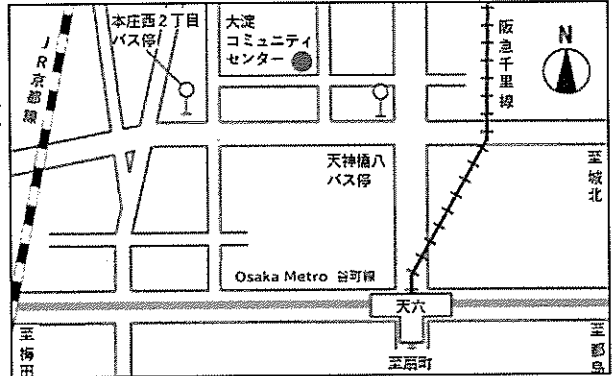 本庄西2丁目
バス停
大淀
コミュニティ
センター
阪急千里線
N
JR京都線
天神橋八
バス停
至城北
Osaka Metro 谷町線
天六
至梅田
至扇町
至都島